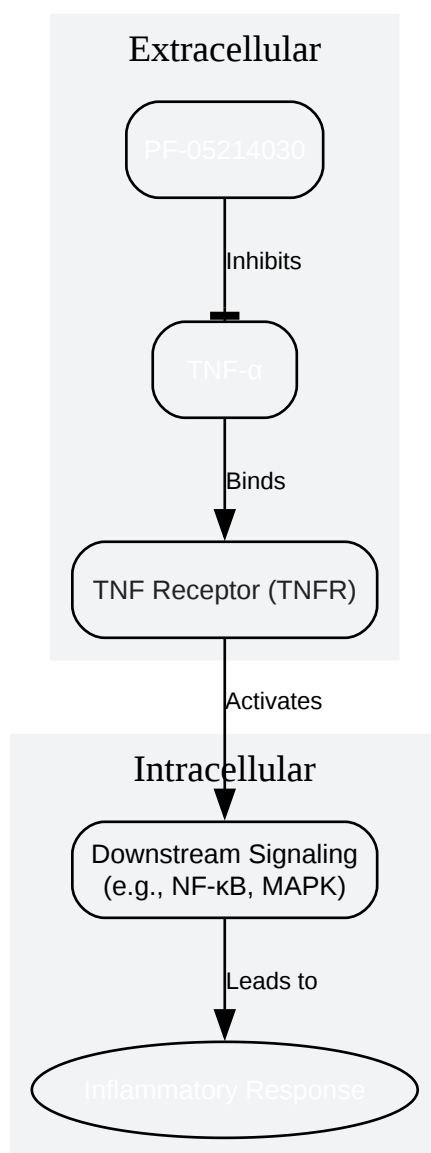 Extracellular
PF-05214030
Inhibits
TNF-α
Binds
TNF Receptor (TNFR)
Activates
Intracellular
Downstream Signaling
(e.g., NF-κB, MAPK)
Leads to
Inflammatory Response